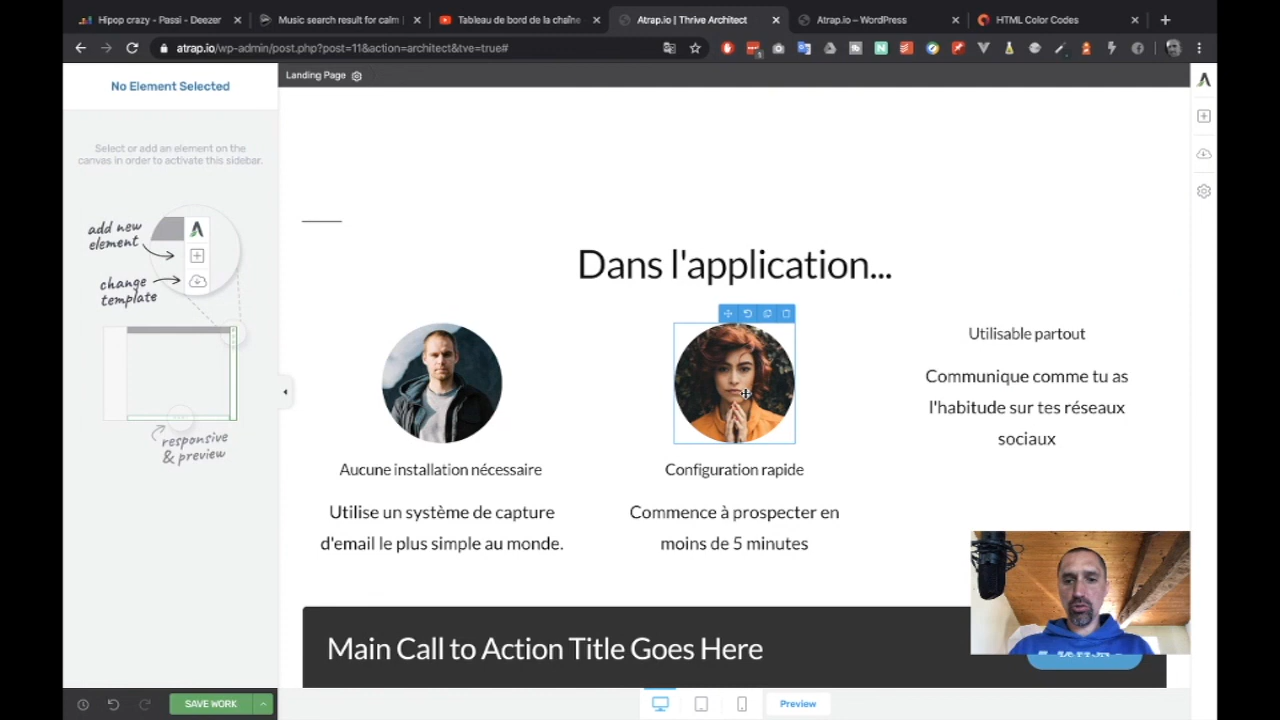 Hipop crazy - Passi - Deezer
Music search result for calm
Tableau de bord de la chaîne
Atrap.io | Thrive Architect
Atrap.io – WordPress
HTML Color Codes
atrap.io/wp-admin/post.php?post=11&action=architect&tve=true#
No Element Selected
Landing Page
Select or add an element on the
canvas in order to activate this sidebar.
add new
element
change
template
responsive
& preview
Dans l'application...
Aucune installation nécessaire
Utilise un système de capture
d'email le plus simple au monde.
Configuration rapide
Commence à prospecter en
moins de 5 minutes
Utilisable partout
Communique comme tu as
l'habitude sur tes réseaux
sociaux
Main Call to Action Title Goes Here
SAVE WORK
Preview